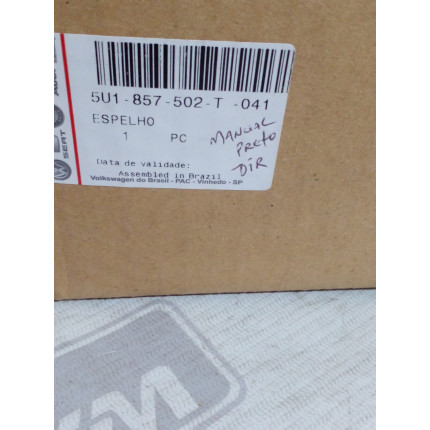 5U1-857-502-T -041
ESPELHO
1 PC
MANUAL
PRETO
DIR
Data de validade:
Assembled in Brazil
Volkswagen do Brasil - PAC - Vinhedo - SP
SEAT